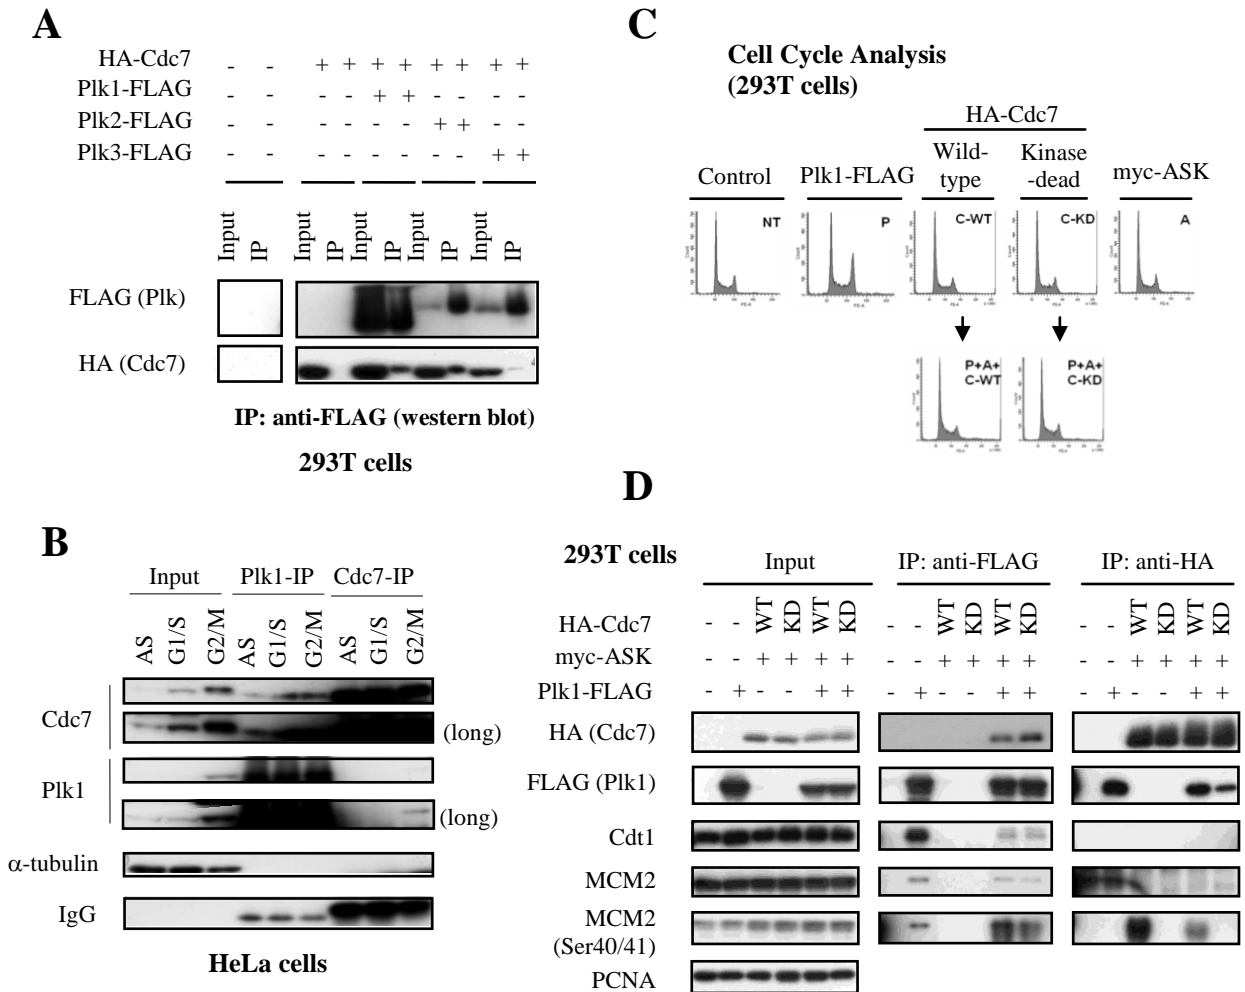 A
HA-Cdc7 - - + + + + + + + +
Plk1-FLAG - - - - + + - - - -
Plk2-FLAG - - - - - - + + - -
Plk3-FLAG - - - - - - - - + +
Input IP Input IP Input IP Input IP Input IP
FLAG (Plk)
HA (Cdc7)
IP: anti-FLAG (western blot)
293T cells
B
Input Plk1-IP Cdc7-IP
AS G1/S G2/M AS G1/S G2/M AS G1/S G2/M
Cdc7
(long)
Plk1
(long)
α-tubulin
IgG
HeLa cells
C
Cell Cycle Analysis
(293T cells)
HA-Cdc7
Control Plk1-FLAG Wild-type Kinase-dead myc-ASK
NT P C-WT C-KD A
P+A+ P+A+
C-WT C-KD
D
293T cells
Input IP: anti-FLAG IP: anti-HA
HA-Cdc7 - - WT KD WT KD - - WT KD WT KD - - WT KD WT KD
myc-ASK - - + + + + - - + + + + - - + + + +
Plk1-FLAG - + - - + + - + - - + + - + - - + +
HA (Cdc7)
FLAG (Plk1)
Cdt1
MCM2
MCM2
(Ser40/41)
PCNA